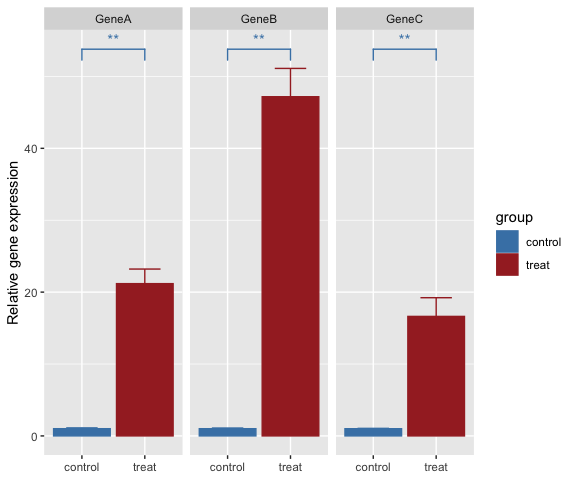 GeneA GeneB GeneC
** ** **
Relative gene expression
40
20
0
control treat control treat control treat
group
control
treat